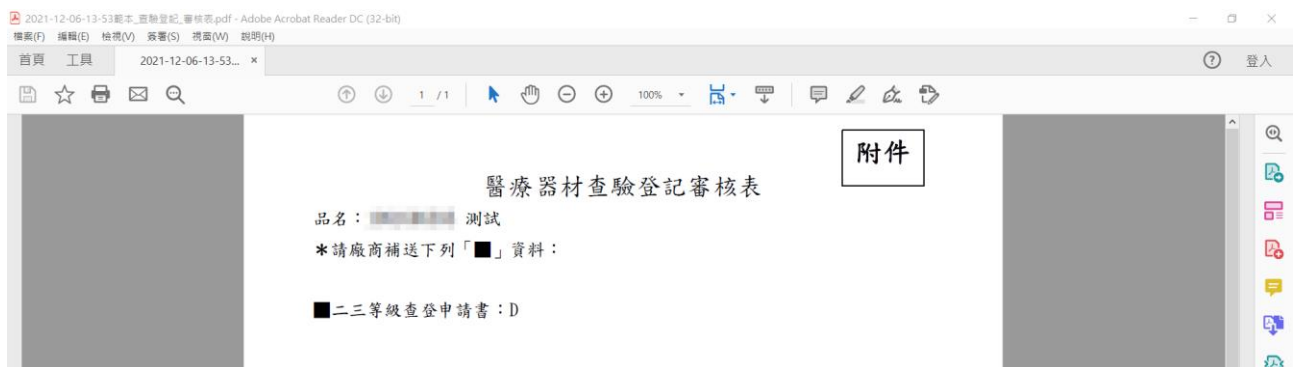 2021-12-06-13-53範本_查驗登記_審核表.pdf - Adobe Acrobat Reader DC (32-bit)
檔案(F) 編輯(E) 檢視(V) 簽署(S) 視窗(W) 說明(H)
首頁 工具 2021-12-06-13-53... × 登入
1 / 1 100%
附件
醫療器材查驗登記審核表
品名： 測試
*請廠商補送下列「■」資料：
■二三等級查登申請書：D